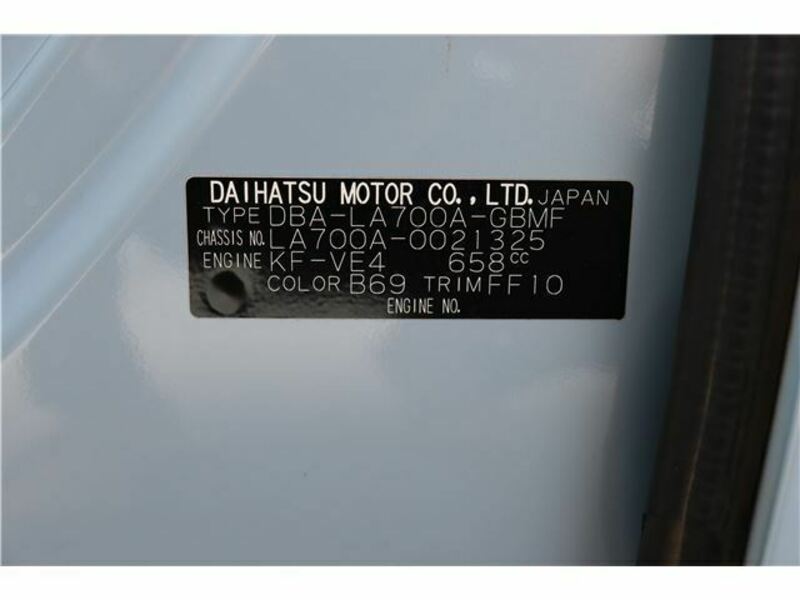 DAIHATSU MOTOR CO., LTD. JAPAN
TYPE DBA-LA700A-GBMF
CHASSIS NO. LA700A-0021325
ENGINE KF-VE4 658cc
COLOR B69 TRIM FF10
ENGINE NO.